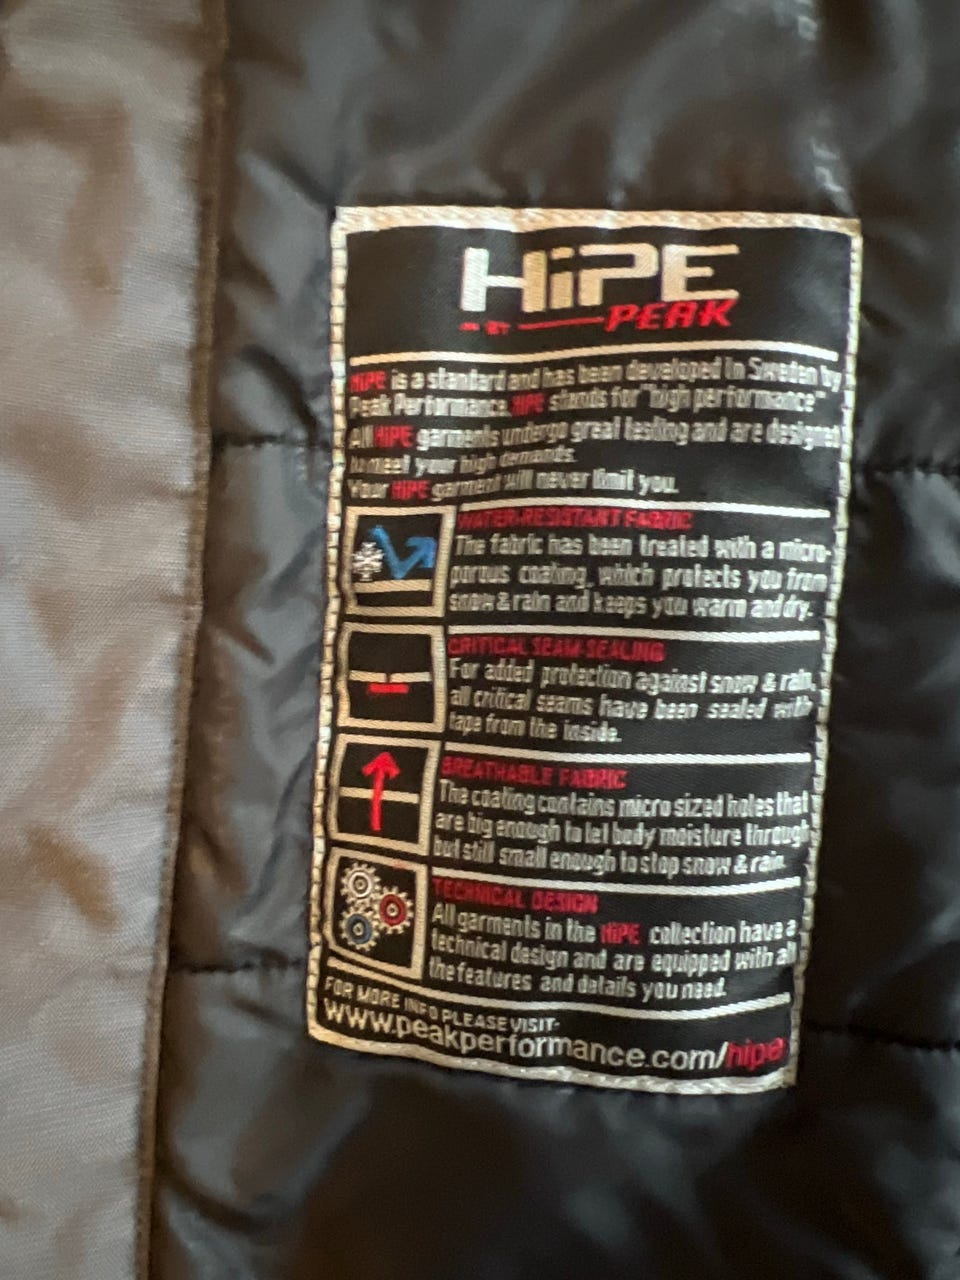 HiPE
BY PEAK
HiPE is a standard and has been developed in Sweden by
Peak Performance. HiPE stands for "high performance"
All HiPE garments undergo great testing and are designed
to meet your high demands.
Your HiPE garment will never limit you.
WATER-RESISTANT FABRIC
The fabric has been treated with a micro-
porous coating, which protects you from
snow & rain and keeps you warm and dry.
CRITICAL SEAM-SEALING
For added protection against snow & rain,
all critical seams have been sealed with
tape from the inside.
BREATHABLE FABRIC
The coating contains micro sized holes that
are big enough to let body moisture through
but still small enough to stop snow & rain.
TECHNICAL DESIGN
All garments in the HiPE collection have a
technical design and are equipped with all
the features and details you need.
FOR MORE INFO PLEASE VISIT:
www.peakperformance.com/hipe